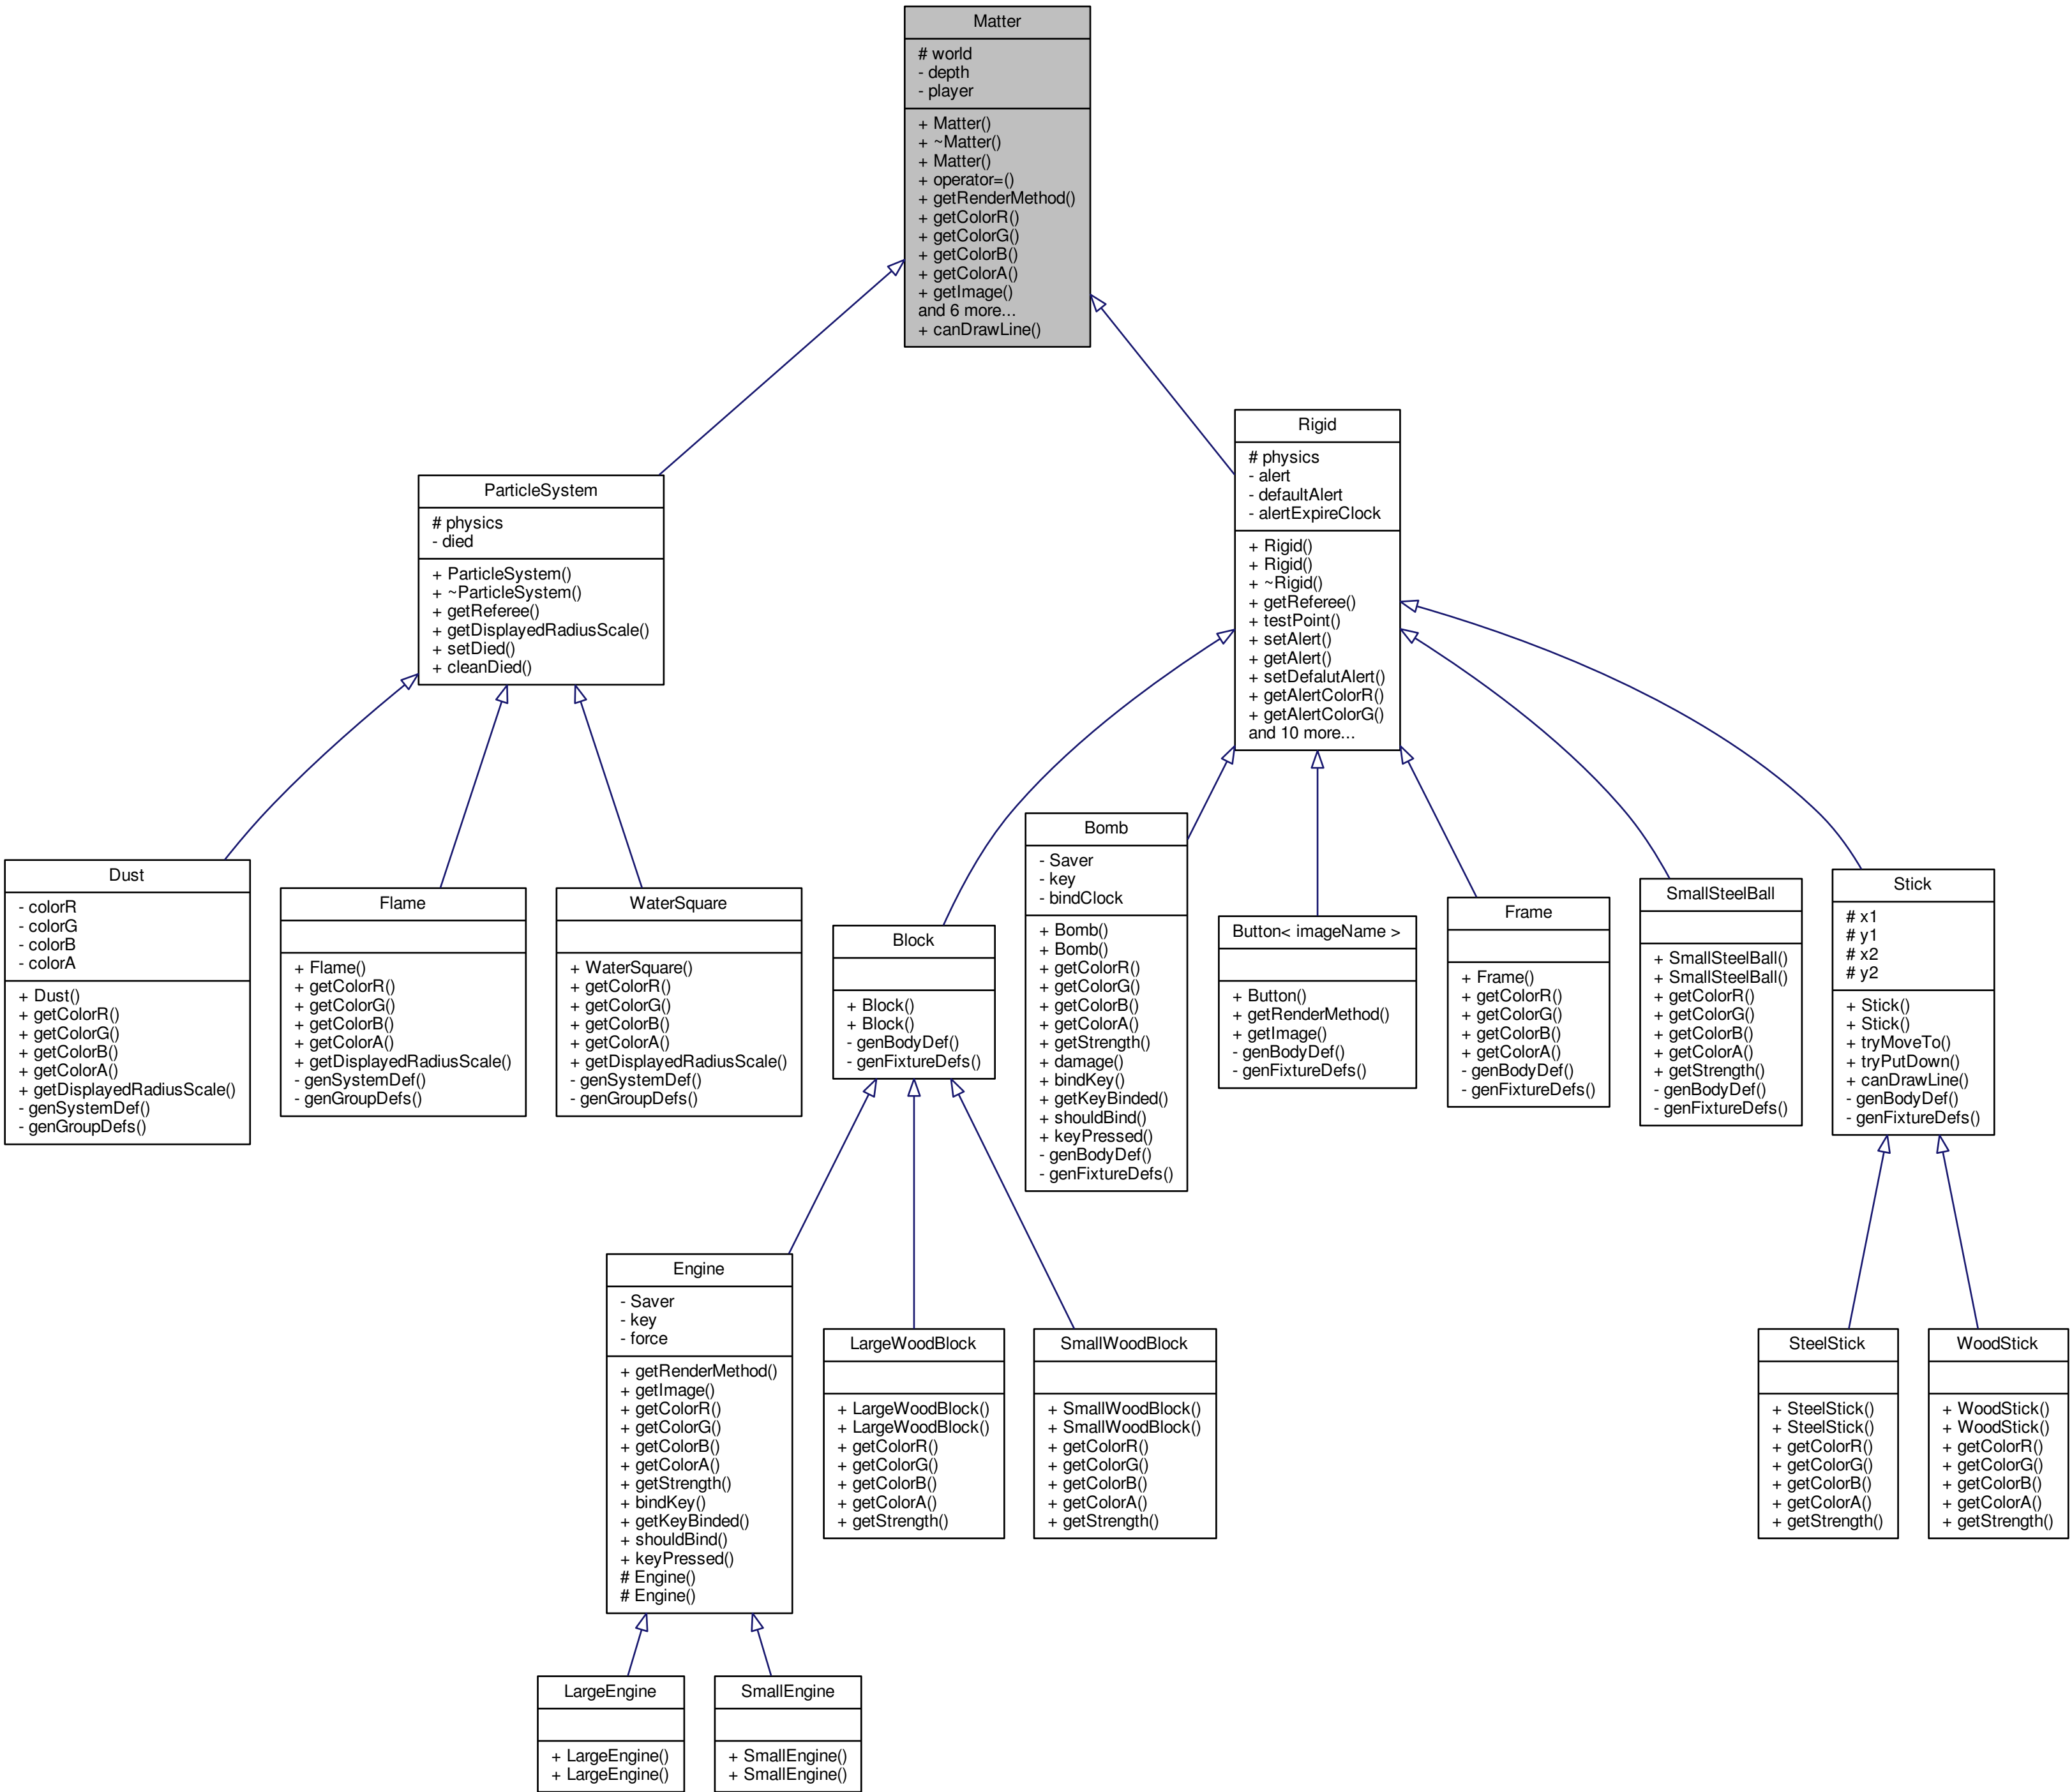 Matter
# world
- depth
- player
+ Matter()
+ ~Matter()
+ Matter()
+ operator=()
+ getRenderMethod()
+ getColorR()
+ getColorG()
+ getColorB()
+ getColorA()
+ getImage()
and 6 more...
+ canDrawLine()
Rigid
# physics
- alert
- defaultAlert
- alertExpireClock
+ Rigid()
+ Rigid()
+ ~Rigid()
+ getReferee()
+ testPoint()
+ setAlert()
+ getAlert()
+ setDefalutAlert()
+ getAlertColorR()
+ getAlertColorG()
and 10 more...
ParticleSystem
# physics
- died
+ ParticleSystem()
+ ~ParticleSystem()
+ getReferee()
+ getDisplayedRadiusScale()
+ setDied()
+ cleanDied()
Dust
- colorR
- colorG
- colorB
- colorA
+ Dust()
+ getColorR()
+ getColorG()
+ getColorB()
+ getColorA()
+ getDisplayedRadiusScale()
- genSystemDef()
- genGroupDefs()
Flame
+ Flame()
+ getColorR()
+ getColorG()
+ getColorB()
+ getColorA()
+ getDisplayedRadiusScale()
- genSystemDef()
- genGroupDefs()
WaterSquare
+ WaterSquare()
+ getColorR()
+ getColorG()
+ getColorB()
+ getColorA()
+ getDisplayedRadiusScale()
- genSystemDef()
- genGroupDefs()
Block
+ Block()
+ Block()
- genBodyDef()
- genFixtureDefs()
Bomb
- Saver
- key
- bindClock
+ Bomb()
+ Bomb()
+ getColorR()
+ getColorG()
+ getColorB()
+ getColorA()
+ getStrength()
+ damage()
+ bindKey()
+ getKeyBinded()
+ shouldBind()
+ keyPressed()
- genBodyDef()
- genFixtureDefs()
Button< imageName >
+ Button()
+ getRenderMethod()
+ getImage()
- genBodyDef()
- genFixtureDefs()
Frame
+ Frame()
+ getColorR()
+ getColorG()
+ getColorB()
+ getColorA()
- genBodyDef()
- genFixtureDefs()
SmallSteelBall
+ SmallSteelBall()
+ SmallSteelBall()
+ getColorR()
+ getColorG()
+ getColorB()
+ getColorA()
+ getStrength()
- genBodyDef()
- genFixtureDefs()
Stick
# x1
# y1
# x2
# y2
+ Stick()
+ Stick()
+ tryMoveTo()
+ tryPutDown()
+ canDrawLine()
- genBodyDef()
- genFixtureDefs()
Engine
- Saver
- key
- force
+ getRenderMethod()
+ getImage()
+ getColorR()
+ getColorG()
+ getColorB()
+ getColorA()
+ getStrength()
+ bindKey()
+ getKeyBinded()
+ shouldBind()
+ keyPressed()
# Engine()
# Engine()
LargeWoodBlock
+ LargeWoodBlock()
+ LargeWoodBlock()
+ getColorR()
+ getColorG()
+ getColorB()
+ getColorA()
+ getStrength()
SmallWoodBlock
+ SmallWoodBlock()
+ SmallWoodBlock()
+ getColorR()
+ getColorG()
+ getColorB()
+ getColorA()
+ getStrength()
SteelStick
+ SteelStick()
+ SteelStick()
+ getColorR()
+ getColorG()
+ getColorB()
+ getColorA()
+ getStrength()
WoodStick
+ WoodStick()
+ WoodStick()
+ getColorR()
+ getColorG()
+ getColorB()
+ getColorA()
+ getStrength()
LargeEngine
+ LargeEngine()
+ LargeEngine()
SmallEngine
+ SmallEngine()
+ SmallEngine()